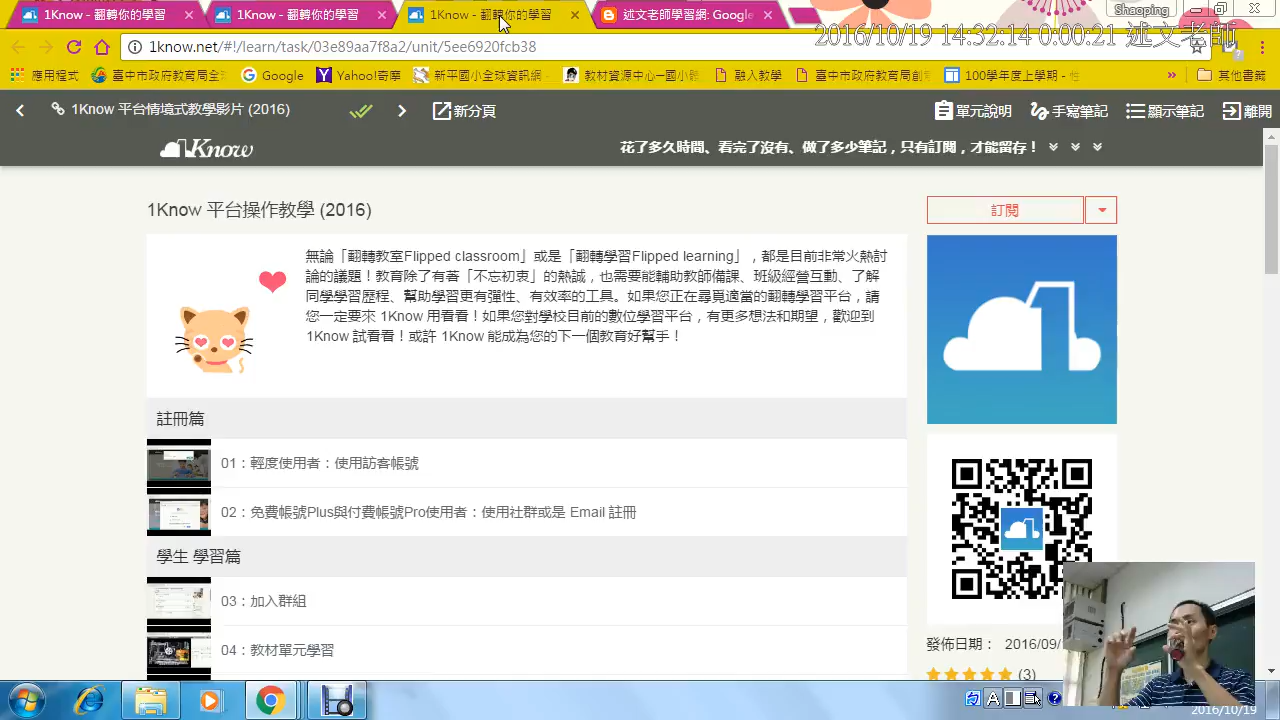 1Know - 翻轉你的學習
1Know - 翻轉你的學習
1Know - 翻轉你的學習
述文老師學習網: Google
Shaoping
1know.net/#!/learn/task/03e89aa7f8a2/unit/5ee6920fcb38
2016/10/19 14:32:14 0:00:21 述文老師
應用程式
臺中市政府教育局全
Google
Yahoo!奇摩
新平國小全球資訊網
教材資源中心─國小
融入教學
臺中市政府教育局創
100學年度上學期 -
»
其他書籤
1Know 平台情境式教學影片 (2016)
新分頁
單元說明
手寫筆記
顯示筆記
離開
1Know
花了多久時間、看完了沒有、做了多少筆記，只有訂閱，才能留存！
1Know 平台操作教學 (2016)
訂閱
無論「翻轉教室Flipped classroom」或是「翻轉學習Flipped learning」，都是目前非常火熱討
論的議題！教育除了有著「不忘初衷」的熱誠，也需要能輔助教師備課、班級經營互動、了解
同學學習歷程、幫助學習更有彈性、有效率的工具。如果您正在尋覓適當的翻轉學習平台，請
您一定要來 1Know 用看看！如果您對學校目前的數位學習平台，有更多想法和期望，歡迎到
1Know 試看看！或許 1Know 能成為您的下一個教育好幫手！
註冊篇
01：輕度使用者：使用訪客帳號
02：免費帳號Plus與付費帳號Pro使用者：使用社群或是 Email 註冊
學生 學習篇
03：加入群組
04：教材單元學習
發佈日期： 2016/09/
(3)
2016/10/19